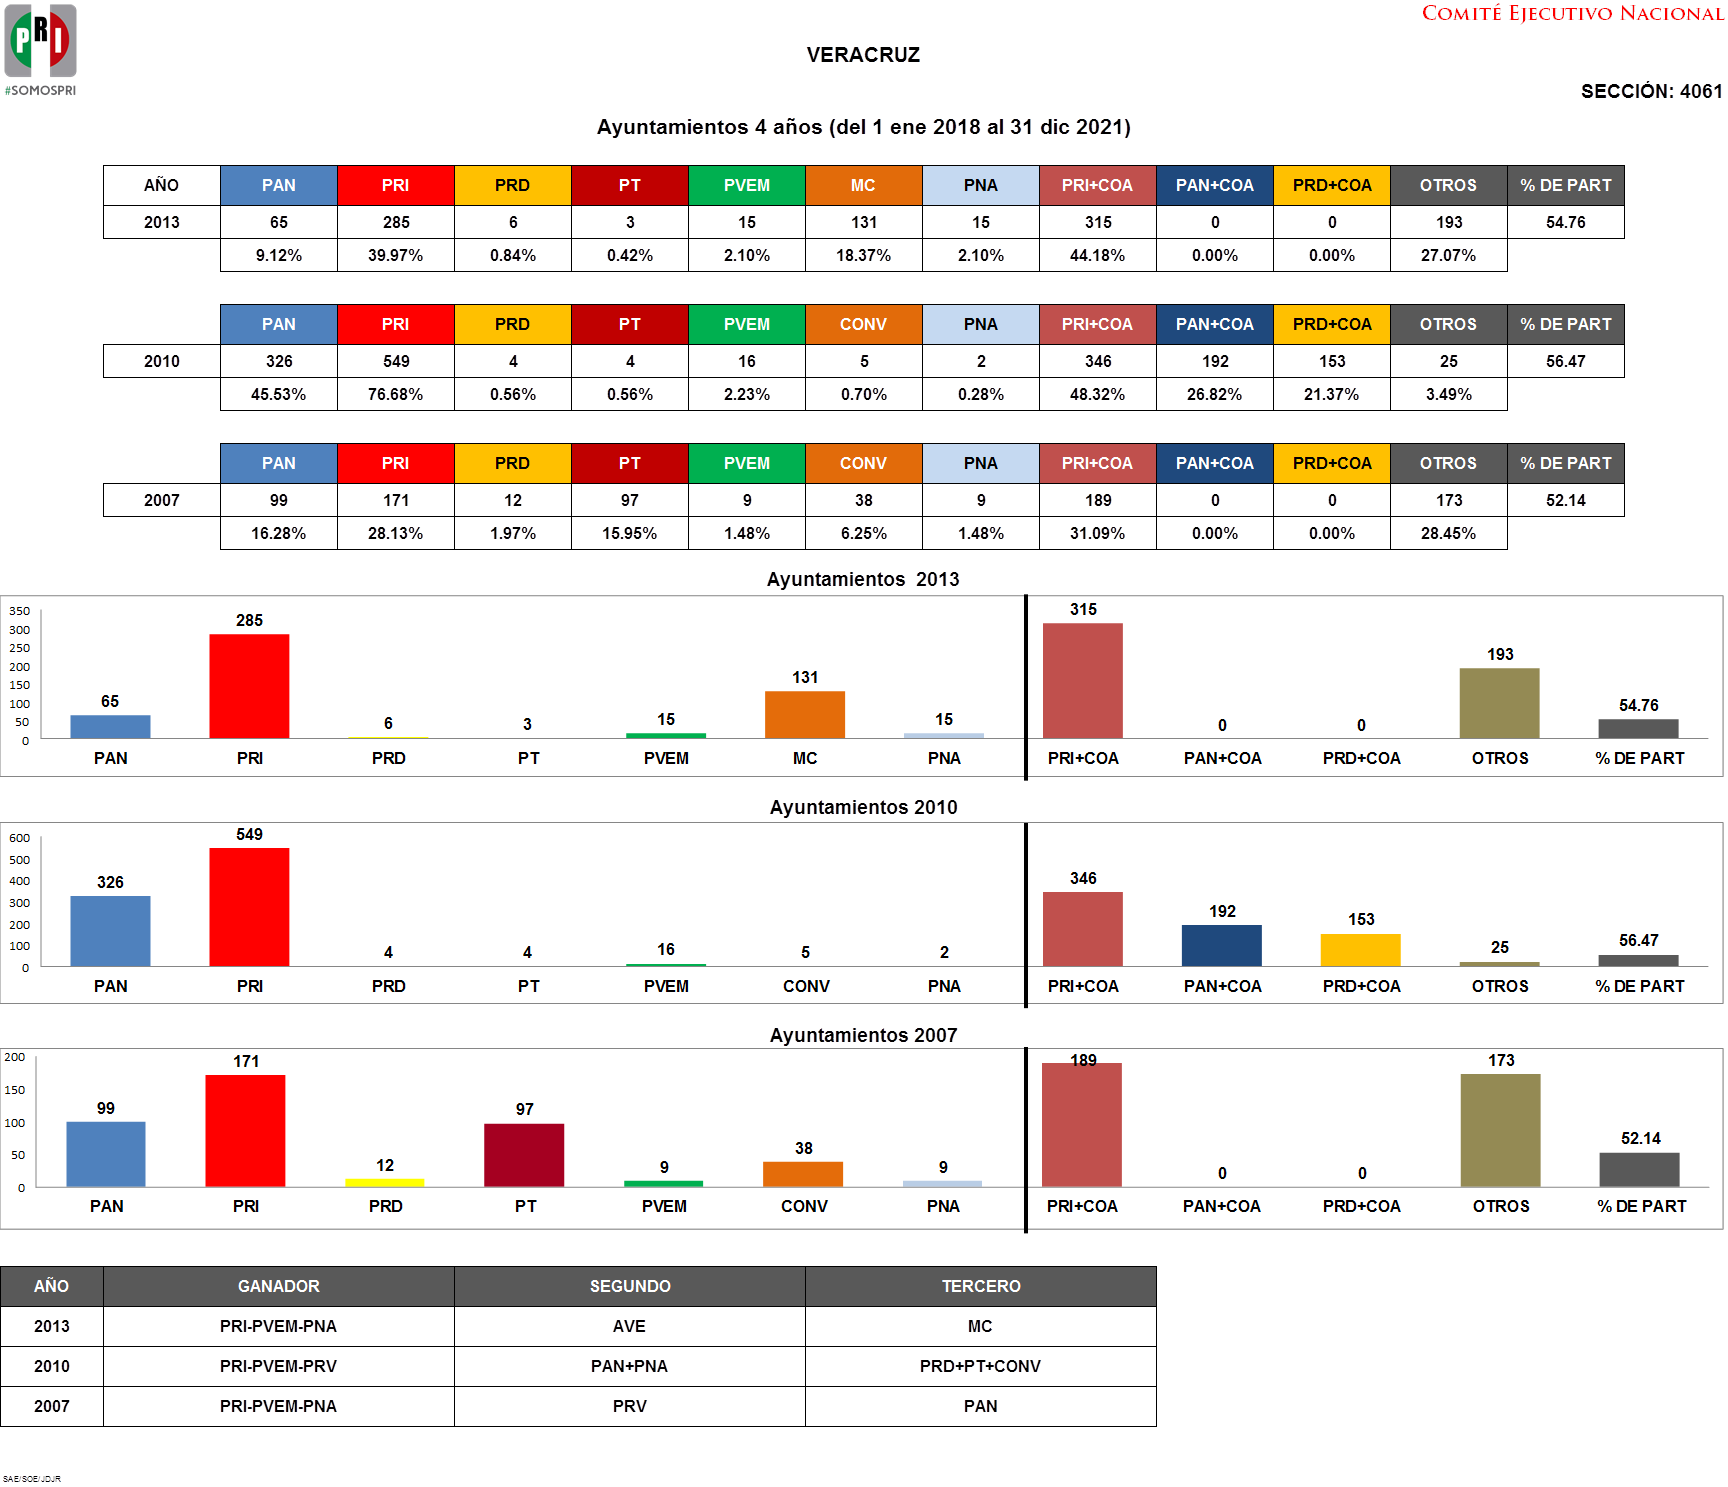 PRI
#SOMOSPRI
COMITÉ EJECUTIVO NACIONAL
VERACRUZ
SECCIÓN: 4061
Ayuntamientos 4 años (del 1 ene 2018 al 31 dic 2021)
AÑO PAN PRI PRD PT PVEM MC PNA PRI+COA PAN+COA PRD+COA OTROS % DE PART
2013 65 285 6 3 15 131 15 315 0 0 193 54.76
9.12% 39.97% 0.84% 0.42% 2.10% 18.37% 2.10% 44.18% 0.00% 0.00% 27.07%
PAN PRI PRD PT PVEM CONV PNA PRI+COA PAN+COA PRD+COA OTROS % DE PART
2010 326 549 4 4 16 5 2 346 192 153 25 56.47
45.53% 76.68% 0.56% 0.56% 2.23% 0.70% 0.28% 48.32% 26.82% 21.37% 3.49%
PAN PRI PRD PT PVEM CONV PNA PRI+COA PAN+COA PRD+COA OTROS % DE PART
2007 99 171 12 97 9 38 9 189 0 0 173 52.14
16.28% 28.13% 1.97% 15.95% 1.48% 6.25% 1.48% 31.09% 0.00% 0.00% 28.45%
Ayuntamientos 2013
350
300
250
200
150
100
50
0
65 285 6 3 15 131 15 315 0 0 193 54.76
PAN PRI PRD PT PVEM MC PNA PRI+COA PAN+COA PRD+COA OTROS % DE PART
Ayuntamientos 2010
600
500
400
300
200
100
0
326 549 4 4 16 5 2 346 192 153 25 56.47
PAN PRI PRD PT PVEM CONV PNA PRI+COA PAN+COA PRD+COA OTROS % DE PART
Ayuntamientos 2007
200
150
100
50
0
99 171 12 97 9 38 9 189 0 0 173 52.14
PAN PRI PRD PT PVEM CONV PNA PRI+COA PAN+COA PRD+COA OTROS % DE PART
AÑO GANADOR SEGUNDO TERCERO
2013 PRI-PVEM-PNA AVE MC
2010 PRI-PVEM-PRV PAN+PNA PRD+PT+CONV
2007 PRI-PVEM-PNA PRV PAN
SAE/SOE/JDJR